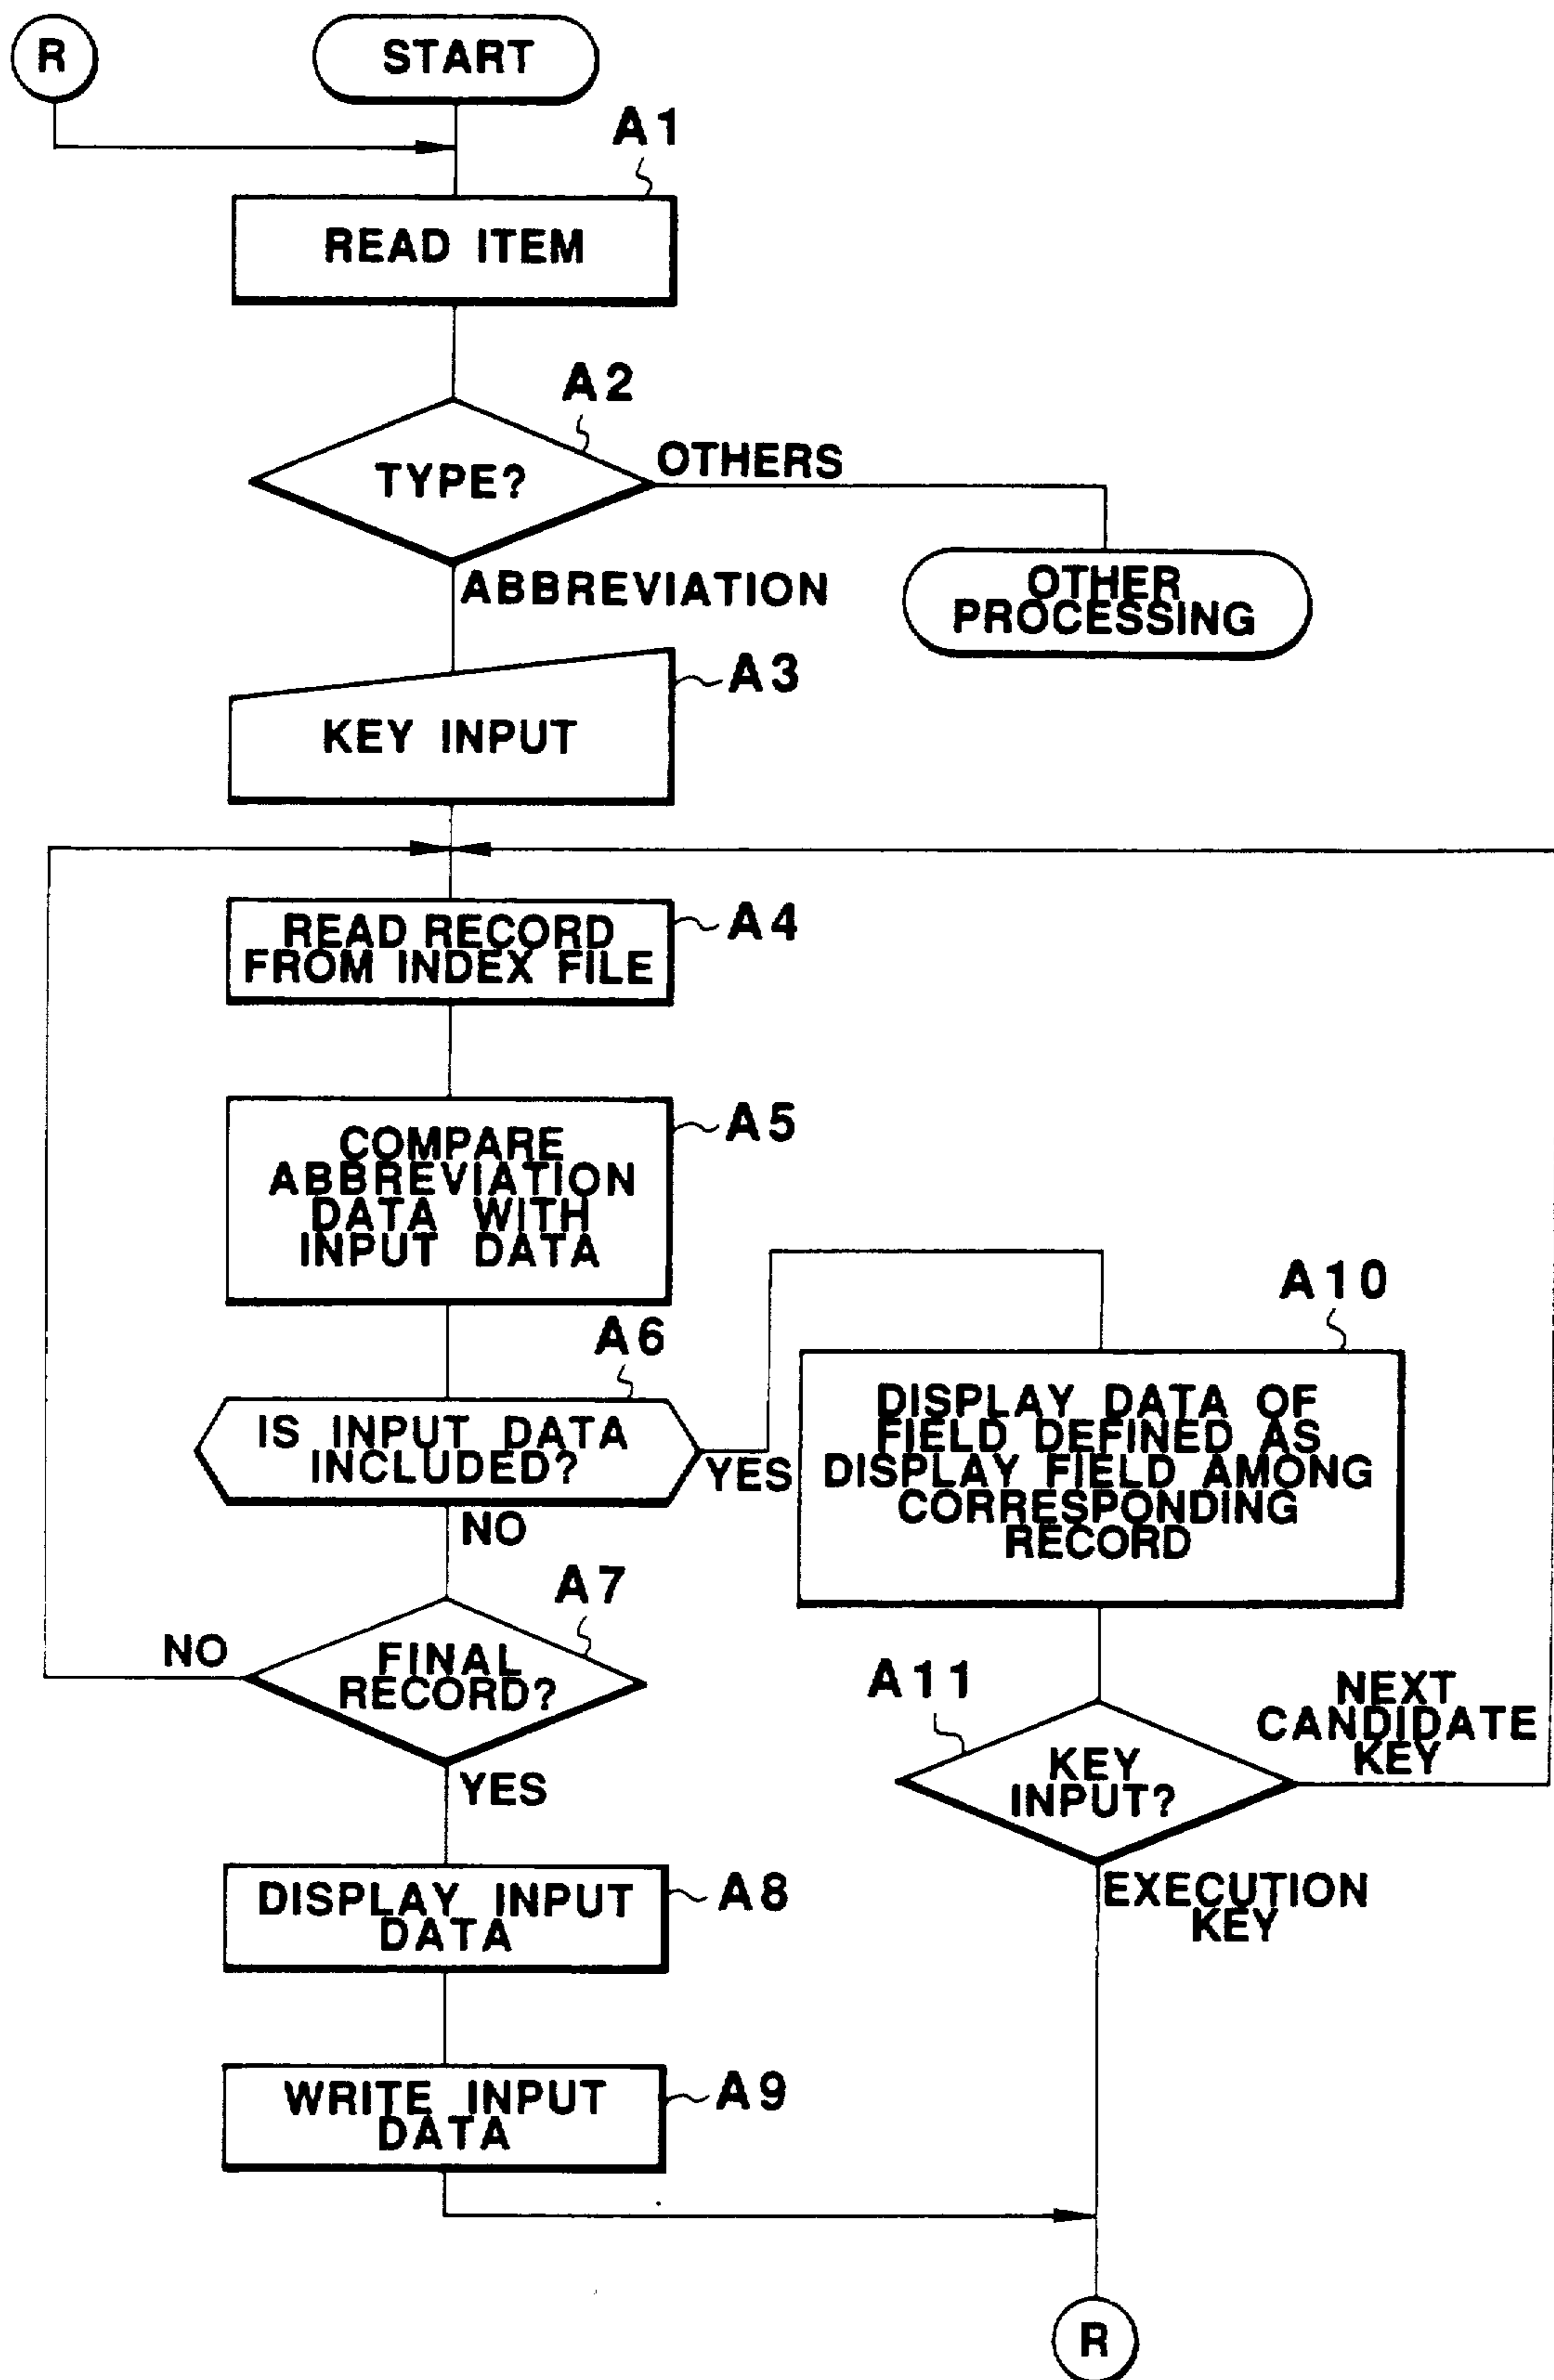 R
START
A1
READ ITEM
A2
TYPE?
OTHERS
ABBREVIATION
OTHER
PROCESSING
A3
KEY INPUT
A4
READ RECORD
FROM INDEX FILE
A5
COMPARE
ABBREVIATION
DATA WITH
INPUT DATA
A6
IS INPUT DATA
INCLUDED?
YES
NO
A10
DISPLAY DATA OF
FIELD DEFINED AS
DISPLAY FIELD AMONG
CORRESPONDING
RECORD
A7
NO
FINAL
RECORD?
YES
A11
KEY
INPUT?
NEXT
CANDIDATE
KEY
EXECUTION
KEY
A8
DISPLAY INPUT
DATA
A9
WRITE INPUT
DATA
R